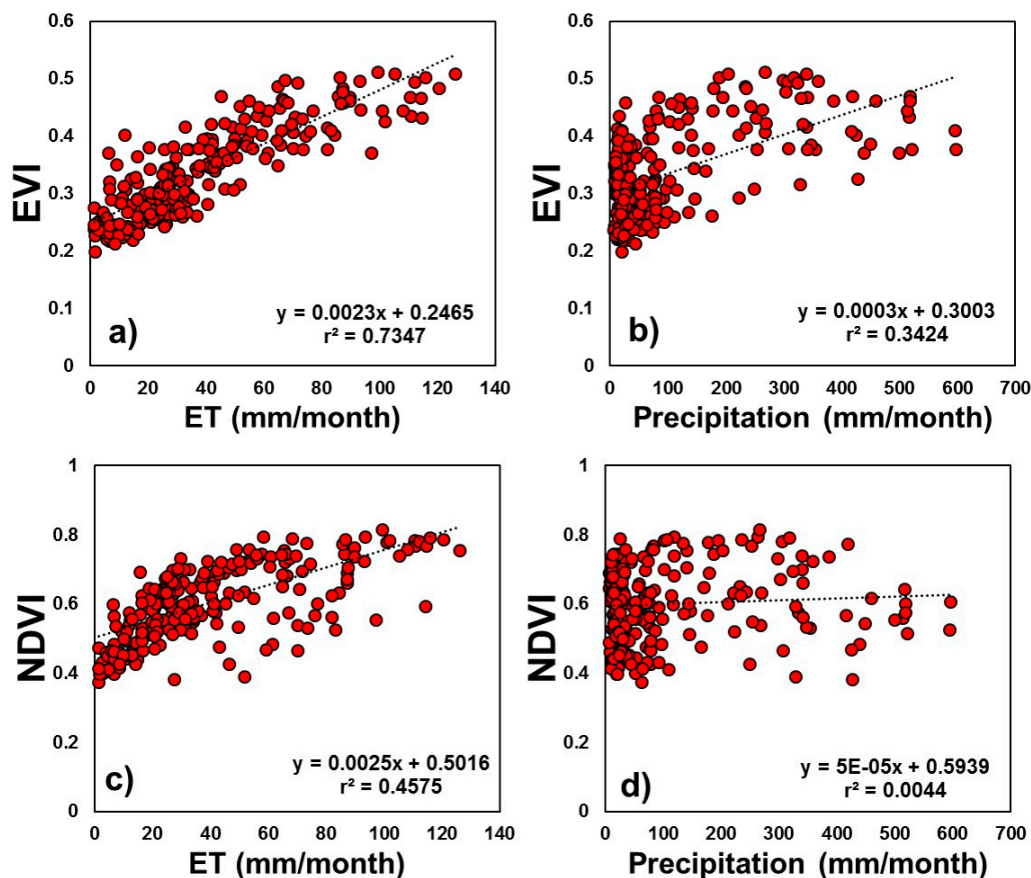 0.6
0.5
0.4
0.3
0.2
0.1
0
EVI
a)
y = 0.0023x + 0.2465
r² = 0.7347
0 20 40 60 80 100 120 140
ET (mm/month)
0.6
0.5
0.4
0.3
0.2
0.1
0
EVI
b)
y = 0.0003x + 0.3003
r² = 0.3424
0 100 200 300 400 500 600 700
Precipitation (mm/month)
1
0.8
0.6
0.4
0.2
0
NDVI
c)
y = 0.0025x + 0.5016
r² = 0.4575
0 20 40 60 80 100 120 140
ET (mm/month)
1
0.8
0.6
0.4
0.2
0
NDVI
d)
y = 5E-05x + 0.5939
r² = 0.0044
0 100 200 300 400 500 600 700
Precipitation (mm/month)